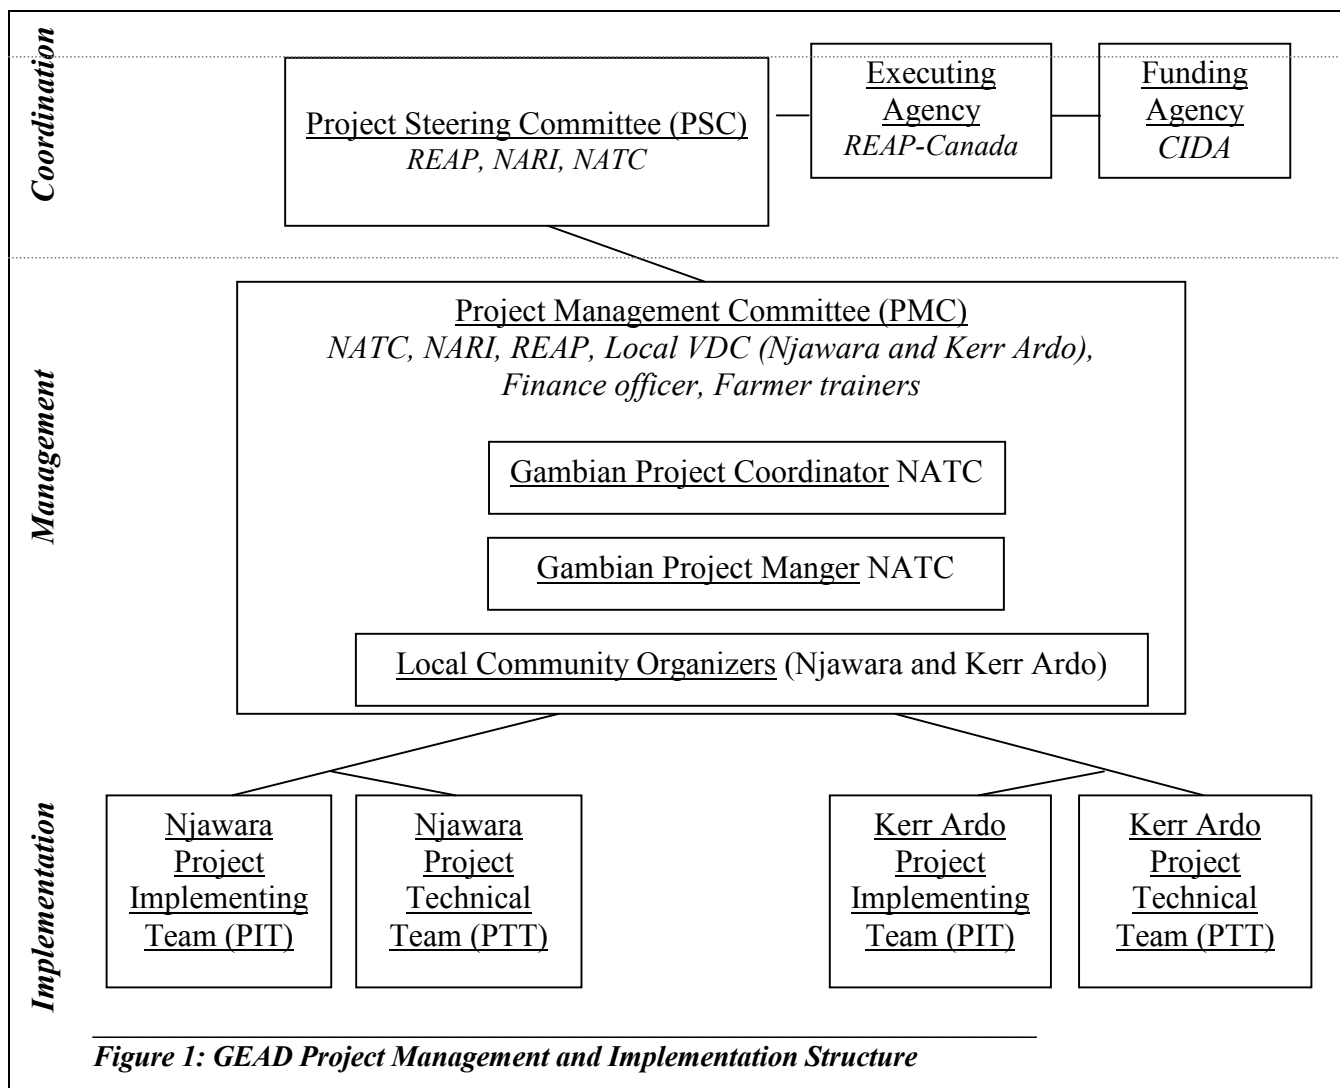 Coordination
Project Steering Committee (PSC)
REAP, NARI, NATC
Executing
Agency
REAP-Canada
Funding
Agency
CIDA
Management
Project Management Committee (PMC)
NATC, NARI, REAP, Local VDC (Njawara and Kerr Ardo),
Finance officer, Farmer trainers
Gambian Project Coordinator NATC
Gambian Project Manger NATC
Local Community Organizers (Njawara and Kerr Ardo)
Implementation
Njawara
Project
Implementing
Team (PIT)
Njawara
Project
Technical
Team (PTT)
Kerr Ardo
Project
Implementing
Team (PIT)
Kerr Ardo
Project
Technical
Team (PTT)
Figure 1: GEAD Project Management and Implementation Structure